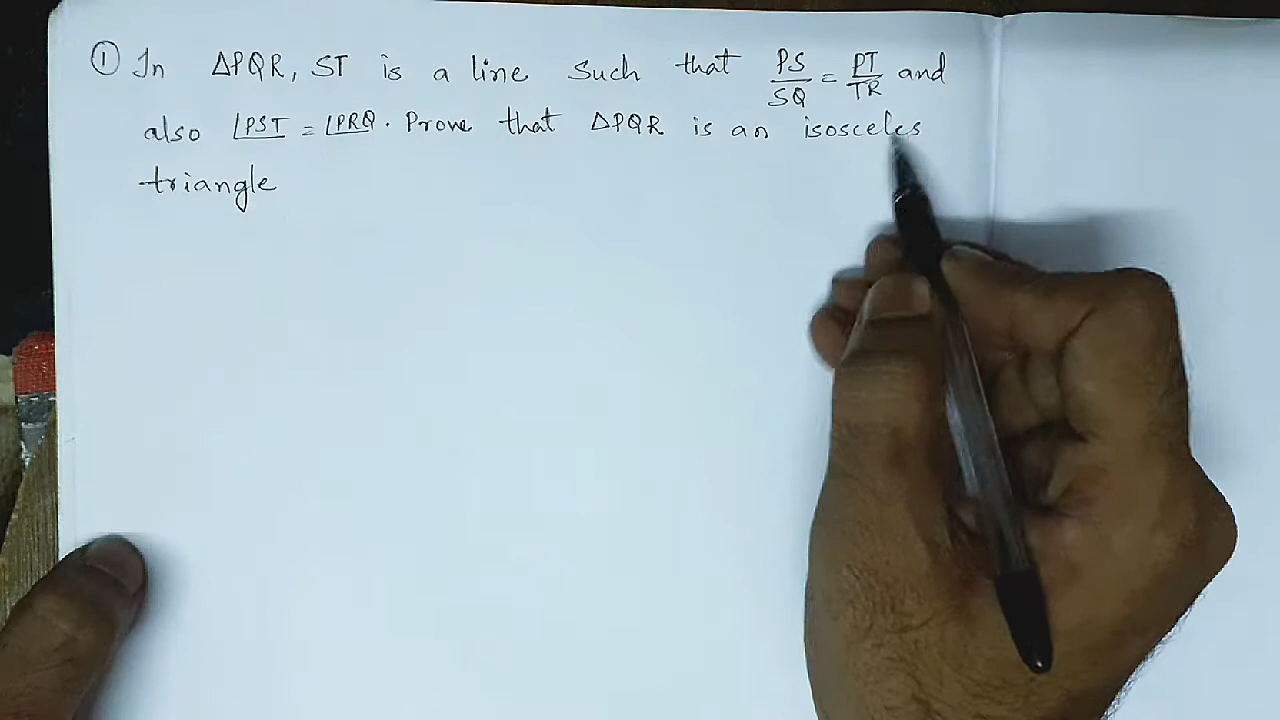 ① In ΔPQR, ST is a line such that PS/SQ = PT/TR and
also ∠PST = ∠PRQ. Prove that ΔPQR is an isosceles
triangle